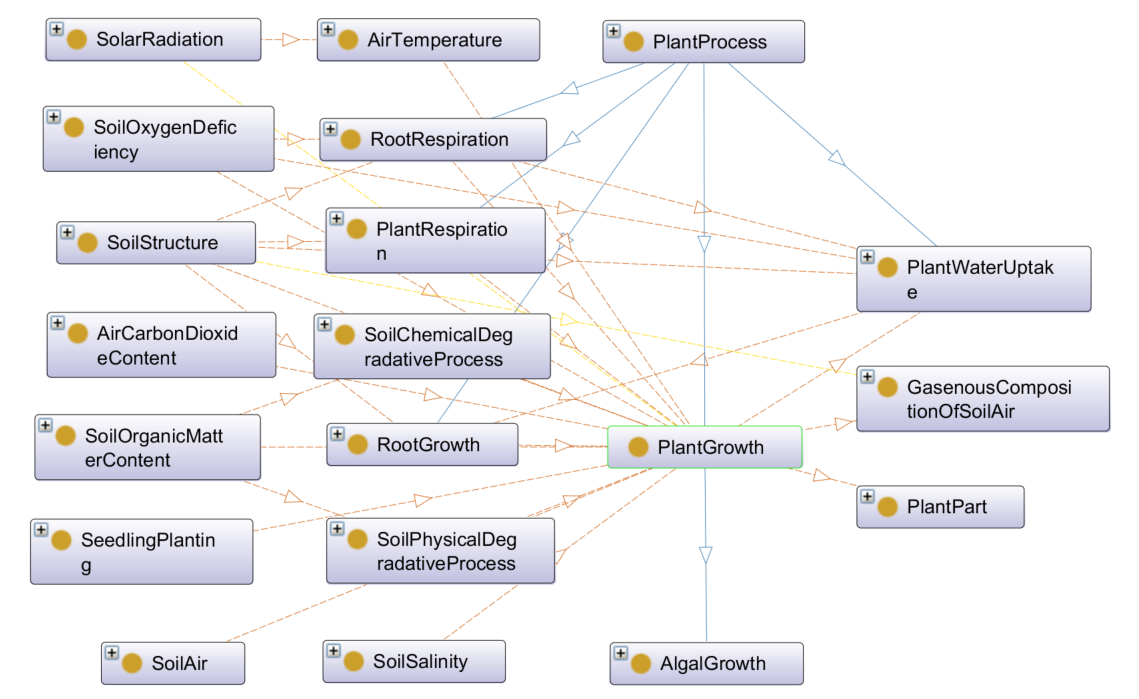 SolarRadiation
AirTemperature
PlantProcess
SoilOxygenDefic
iency
RootRespiration
SoilStructure
PlantRespiratio
n
PlantWaterUptak
e
AirCarbonDioxid
eContent
SoilChemicalDeg
radativeProcess
GasenousComposi
tionOfSoilAir
SoilOrganicMatt
erContent
RootGrowth
PlantGrowth
PlantPart
SeedlingPlantin
g
SoilPhysicalDeg
radativeProcess
SoilAir
SoilSalinity
AlgalGrowth